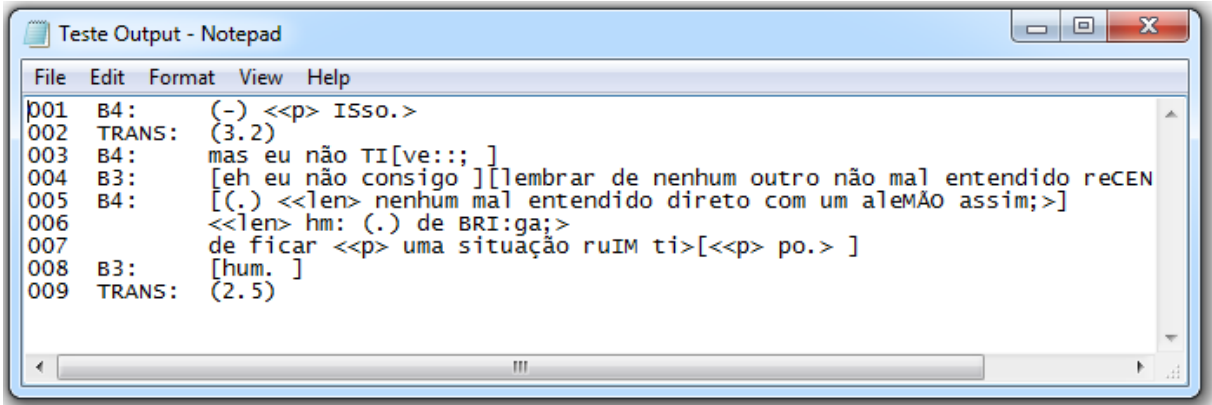 Teste Output - Notepad
File Edit Format View Help
001 B4: (-) <<p> ISso.>
002 TRANS: (3.2)
003 B4: mas eu não TI[ve::; ]
004 B3: [eh eu não consigo ][lembrar de nenhum outro não mal entendido reCEN
005 B4: [(.) <<len> nenhum mal entendido direto com um aleMÃO assim;>]
006 <<len> hm: (.) de BRI:ga;>
007 de ficar <<p> uma situação ruIM ti>[<<p> po.> ]
008 B3: [hum. ]
009 TRANS: (2.5)